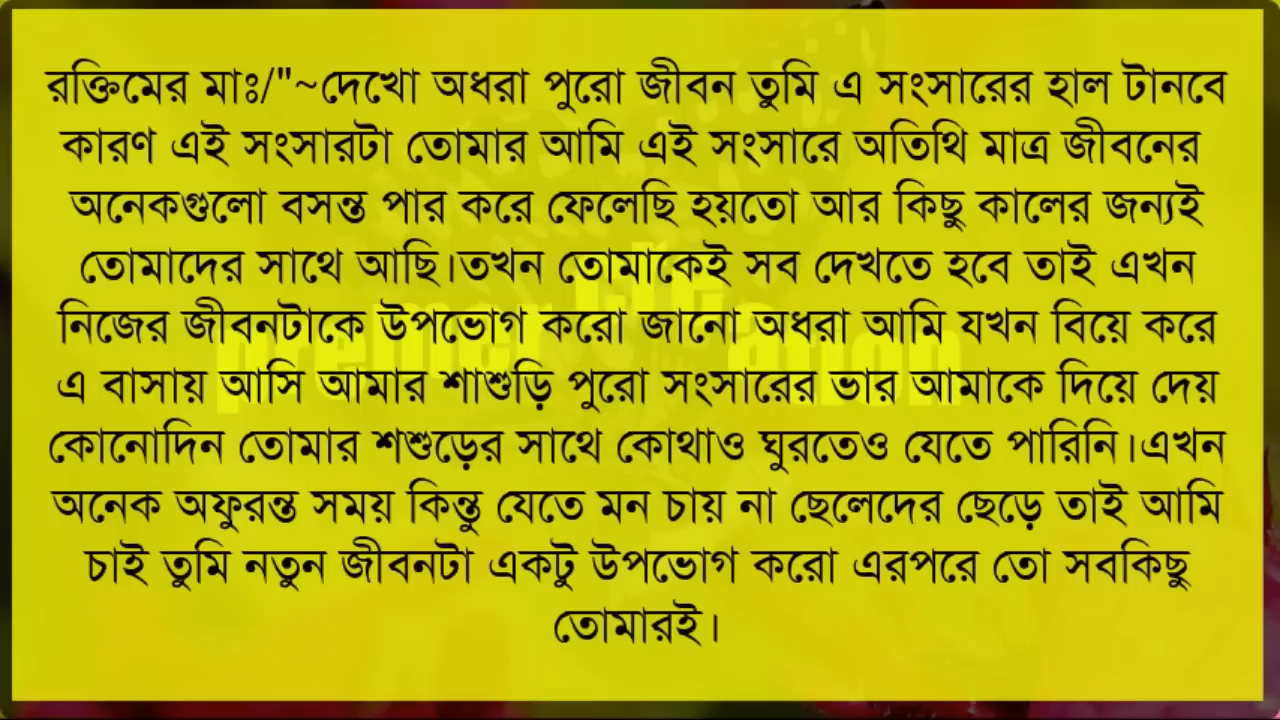 রক্তিমের মাঃ/"~দেখো অধরা পুরো জীবন তুমি এ সংসারের হাল টানবে
কারণ এই সংসারটা তোমার আমি এই সংসারে অতিথি মাত্র জীবনের
অনেকগুলো বসন্ত পার করে ফেলেছি হয়তো আর কিছু কালের জন্যই
তোমাদের সাথে আছি।তখন তোমাকেই সব দেখতে হবে তাই এখন
নিজের জীবনটাকে উপভোগ করো জানো অধরা আমি যখন বিয়ে করে
এ বাসায় আসি আমার শাশুড়ি পুরো সংসারের ভার আমাকে দিয়ে দেয়
কোনোদিন তোমার শশুড়ের সাথে কোথাও ঘুরতেও যেতে পারিনি।এখন
অনেক অফুরন্ত সময় কিন্তু যেতে মন চায় না ছেলেদের ছেড়ে তাই আমি
চাই তুমি নতুন জীবনটা একটু উপভোগ করো এরপরে তো সবকিছু
তোমারই।